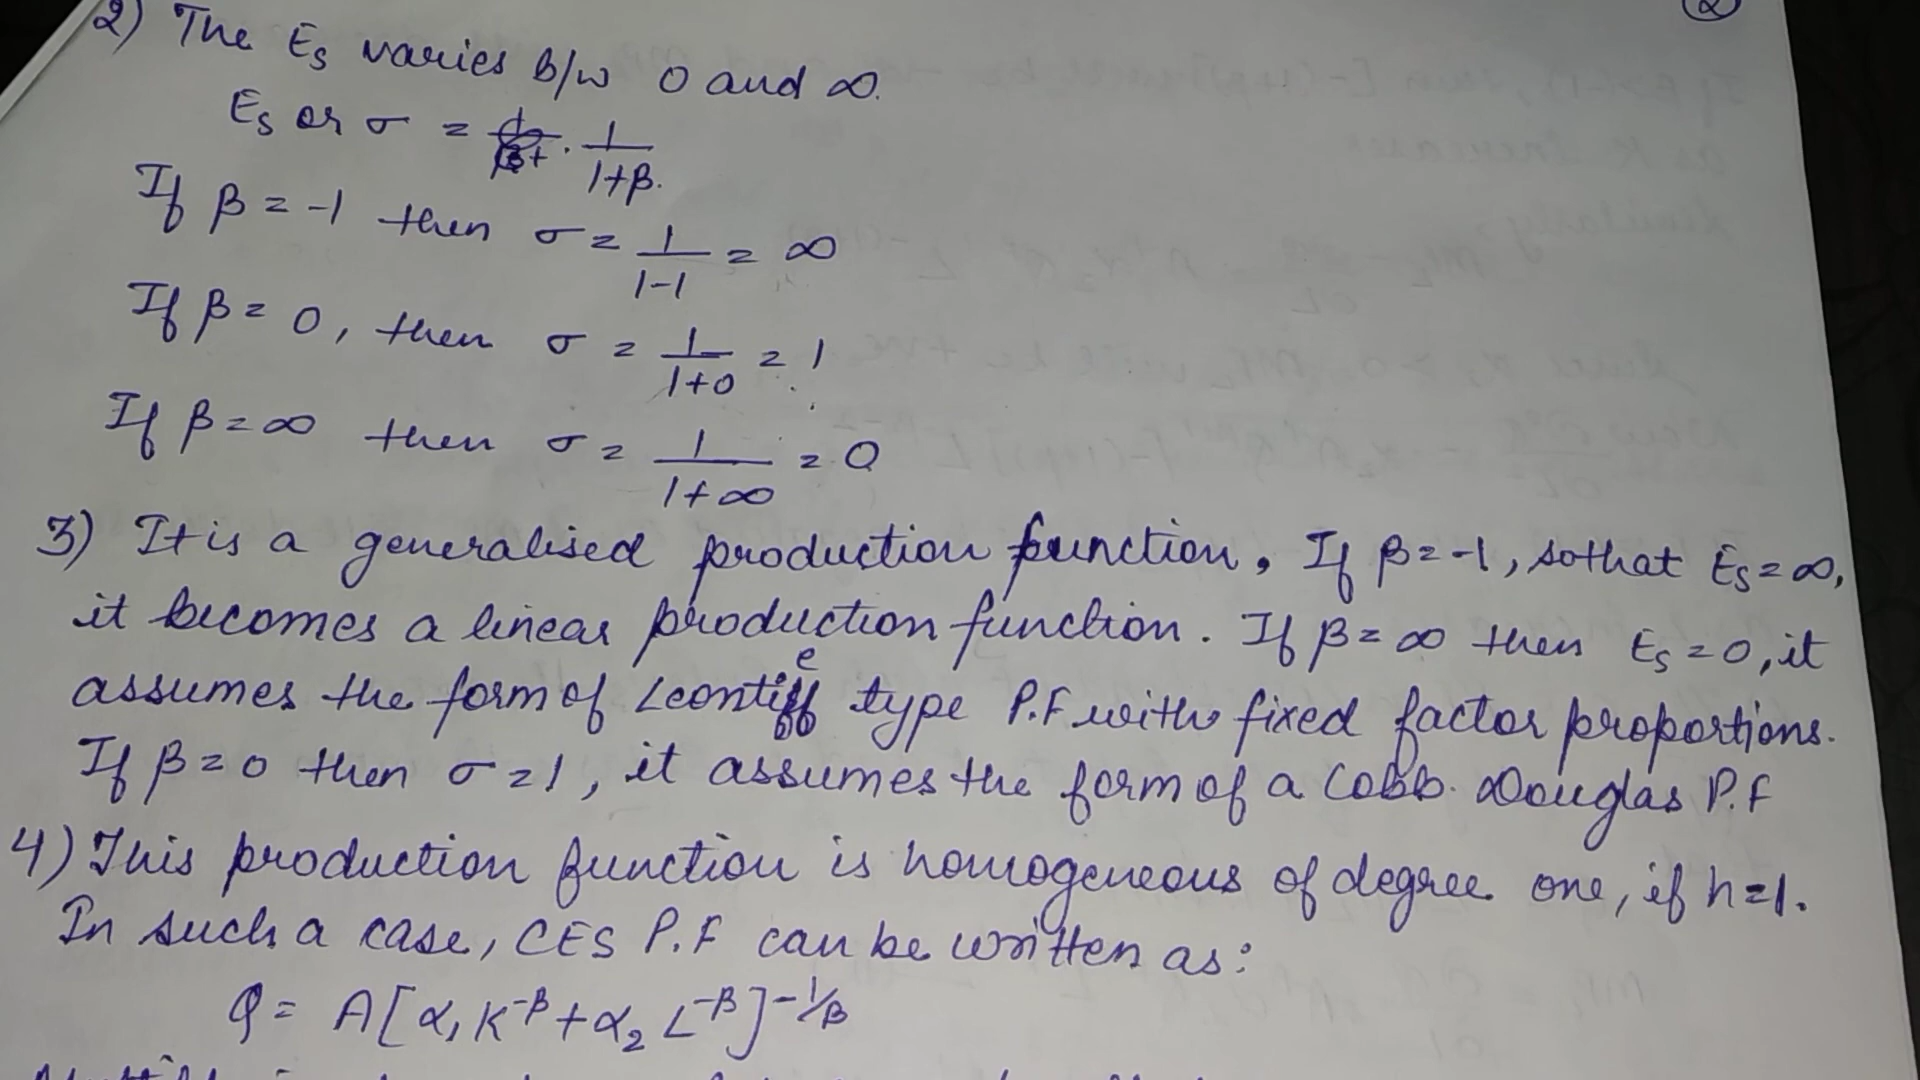 ②
2) The Es varies b/w 0 and ∞.
Es or σ = 1/1+β.
If β = -1 then σ = 1/1-1 = ∞
If β = 0, then σ = 1/1+0 = 1
If β = ∞ then σ = 1/1+∞ = 0
3) It is a generalised production function, If β = -1, so that Es = ∞,
it becomes a linear production function. If β = ∞ then Es = 0, it
assumes the form of Leontieff type P.F with fixed factor proportions.
If β = 0 then σ = 1, it assumes the form of a Cobb. Douglas P.F
4) This production function is homogeneous of degree one, if h=1.
In such a case, CES P.F can be written as:
Q = A[α₁ K^-β + α₂ L^-β]^-1/β